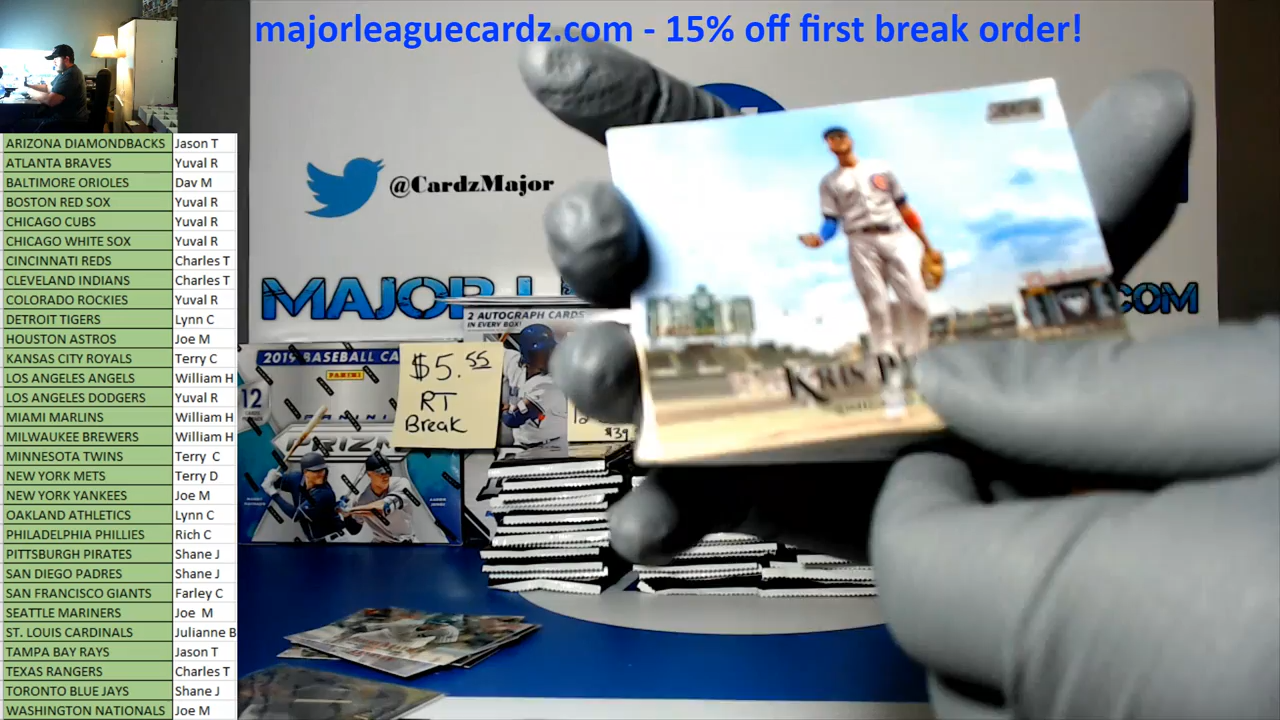 majorleaguecardz.com - 15% off first break order!
ARIZONA DIAMONDBACKS Jason T
ATLANTA BRAVES Yuval R
BALTIMORE ORIOLES Dav M
BOSTON RED SOX Yuval R
CHICAGO CUBS Yuval R
CHICAGO WHITE SOX Yuval R
CINCINNATI REDS Charles T
CLEVELAND INDIANS Charles T
COLORADO ROCKIES Yuval R
DETROIT TIGERS Lynn C
HOUSTON ASTROS Joe M
KANSAS CITY ROYALS Terry C
LOS ANGELES ANGELS William H
LOS ANGELES DODGERS Yuval R
MIAMI MARLINS William H
MILWAUKEE BREWERS William H
MINNESOTA TWINS Terry C
NEW YORK METS Terry D
NEW YORK YANKEES Joe M
OAKLAND ATHLETICS Lynn C
PHILADELPHIA PHILLIES Rich C
PITTSBURGH PIRATES Shane J
SAN DIEGO PADRES Shane J
SAN FRANCISCO GIANTS Farley C
SEATTLE MARINERS Joe M
ST. LOUIS CARDINALS Julianne B
TAMPA BAY RAYS Jason T
TEXAS RANGERS Charles T
TORONTO BLUE JAYS Shane J
WASHINGTON NATIONALS Joe M
@CardzMajor
MAJOR L
.COM
2 AUTOGRAPH CARDS
IN EVERY BOX!
2019 BASEBALL CA
PANINI
12
PRIZM
$5.55
RT
Break
$39
KRIS